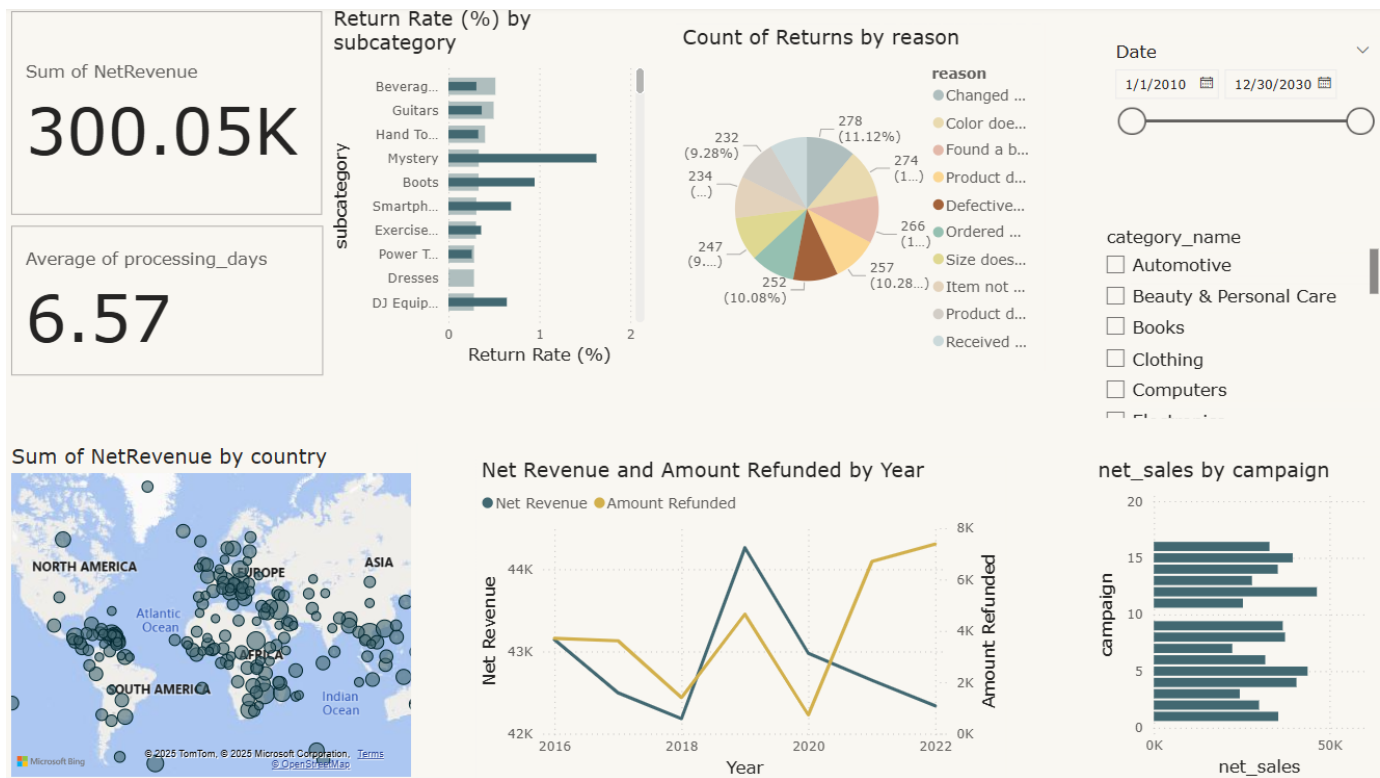 Sum of NetRevenue
300.05K
Average of processing_days
6.57
Return Rate (%) by
subcategory
subcategory
Beverag...
Guitars
Hand To...
Mystery
Boots
Smartph...
Exercise...
Power T...
Dresses
DJ Equip...
0
1
2
Return Rate (%)
Count of Returns by reason
278
(11.12%)
274
(1...)
266
(1...)
257
(10.28...)
252
(10.08%)
247
(9....)
234
(...)
232
(9.28%)
reason
Changed ...
Color doe...
Found a b...
Product d...
Defective...
Ordered ...
Size does...
Item not ...
Product d...
Received ...
Date
1/1/2010
12/30/2030
category_name
Automotive
Beauty & Personal Care
Books
Clothing
Computers
Sum of NetRevenue by country
NORTH AMERICA
EUROPE
ASIA
Atlantic
Ocean
AFRICA
SOUTH AMERICA
Indian
Ocean
Microsoft Bing
© 2025 TomTom, © 2025 Microsoft Corporation, Terms
© OpenStreetMap
Net Revenue and Amount Refunded by Year
Net Revenue
Amount Refunded
Net Revenue
44K
43K
42K
8K
6K
4K
2K
0K
Amount Refunded
2016
2018
2020
2022
Year
net_sales by campaign
campaign
20
15
10
5
0
0K
50K
net_sales